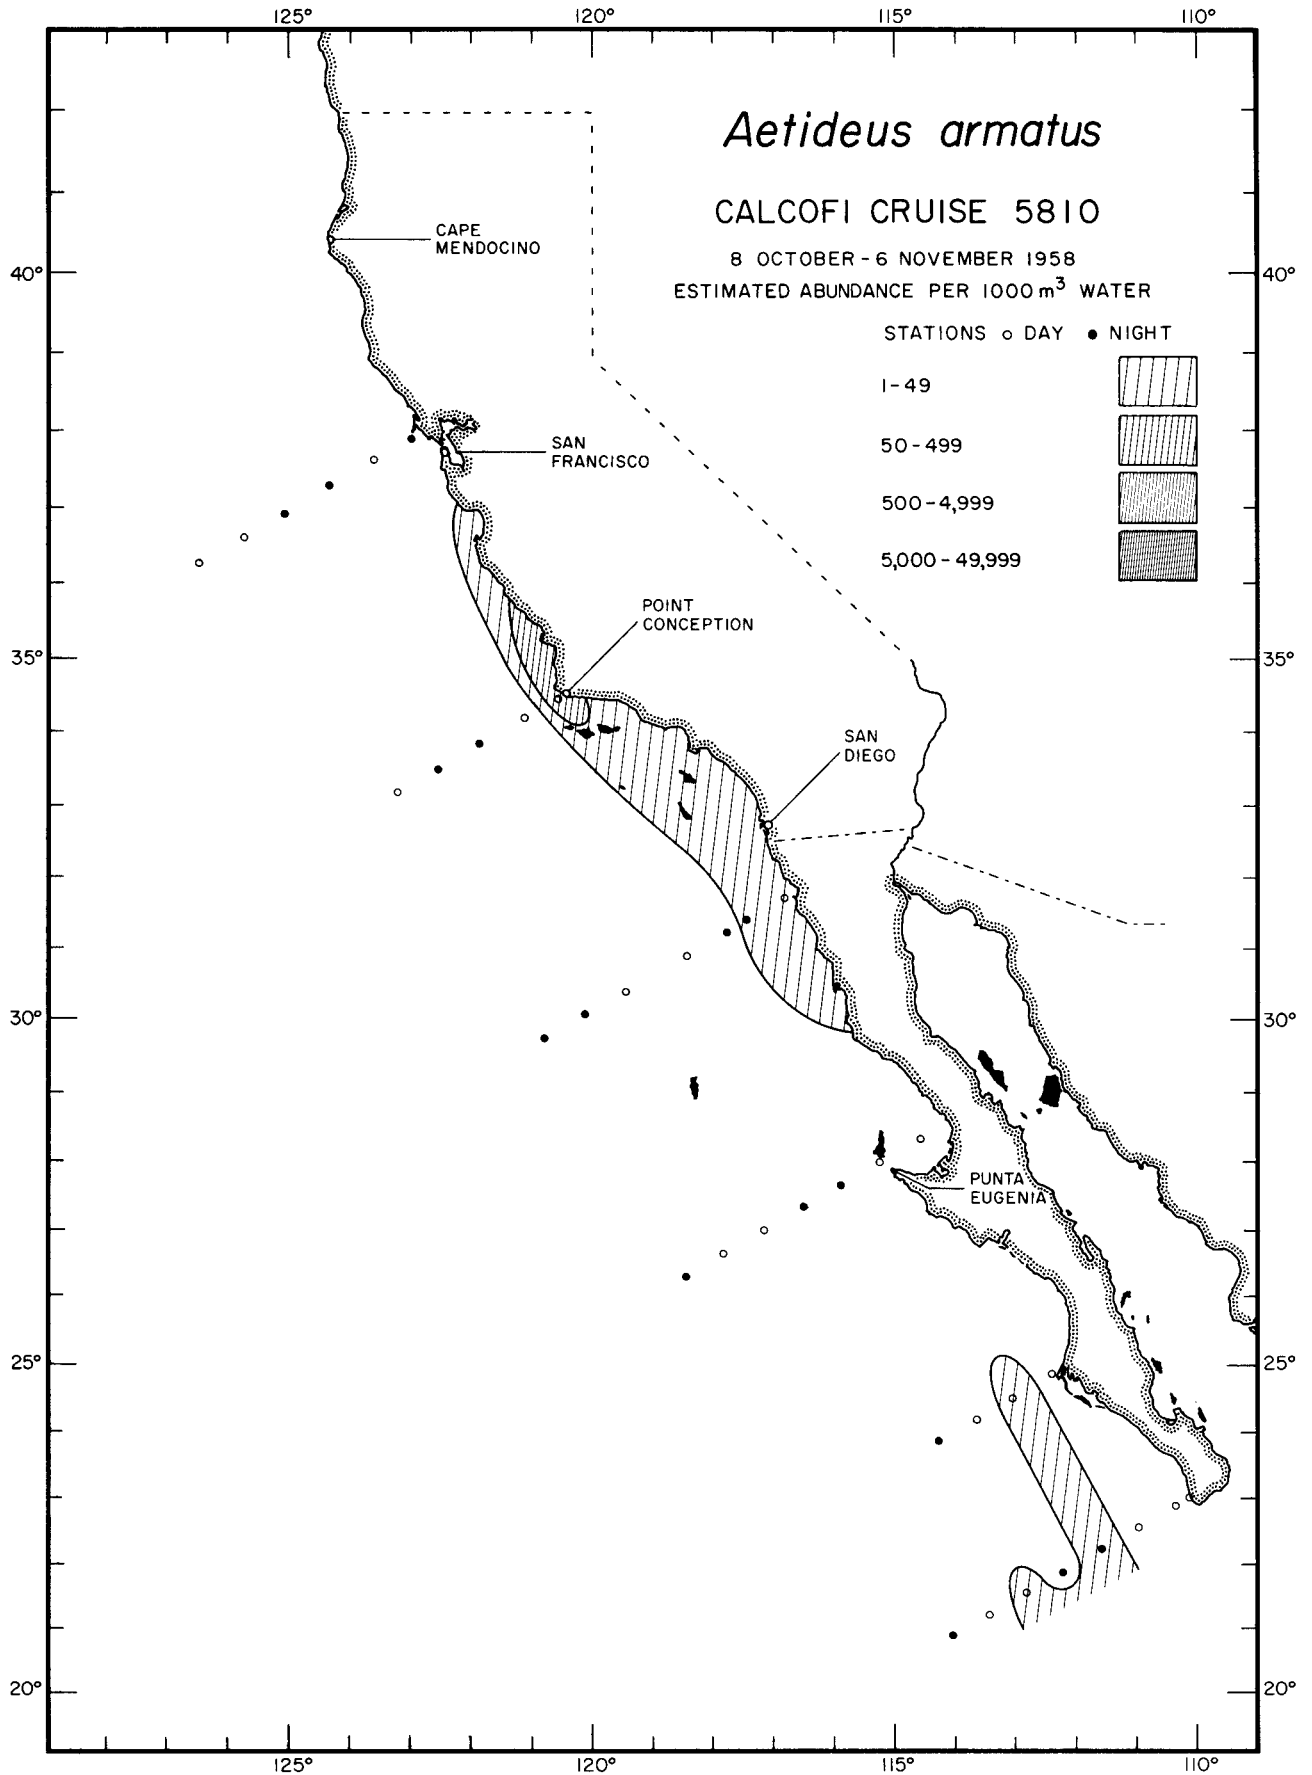 125° 120° 115° 110°
Aetideus armatus
CALCOFI CRUISE 5810
8 OCTOBER - 6 NOVEMBER 1958
ESTIMATED ABUNDANCE PER 1000 m³ WATER
STATIONS ○ DAY ● NIGHT
1 - 49
50 - 499
500 - 4,999
5,000 - 49,999
CAPE
MENDOCINO
40° 40°
SAN
FRANCISCO
POINT
CONCEPTION
35° 35°
SAN
DIEGO
30° 30°
PUNTA
EUGENIA
25° 25°
20° 20°
125° 120° 115° 110°